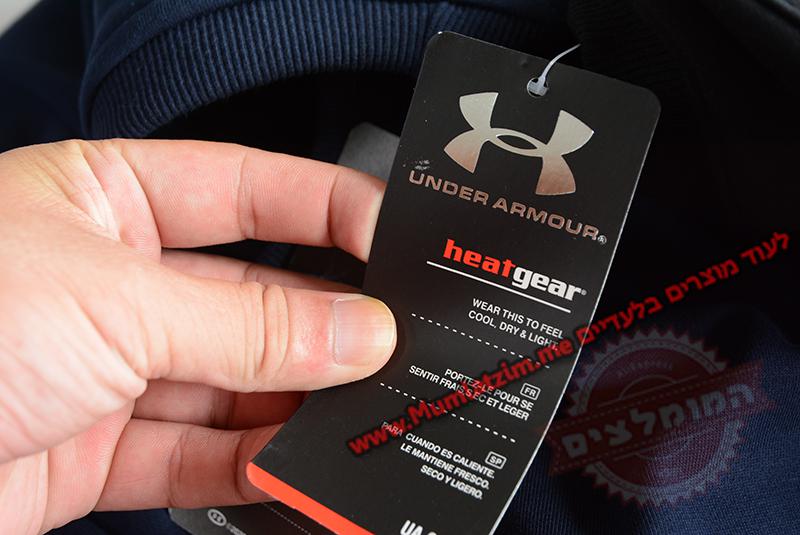 UNDER ARMOUR®
heatgear®
WEAR THIS TO FEEL
COOL, DRY & LIGHT.
FR
PORTEZ-LE POUR SE
SENTIR FRAIS SEC ET LEGER
SP
PARA CUANDO ES CALIENTE.
LE MANTIENE FRESCO,
SECO Y LIGERO.
לעוד מוצרים בלעדיים www.Mumlatzim.me
המומלצים